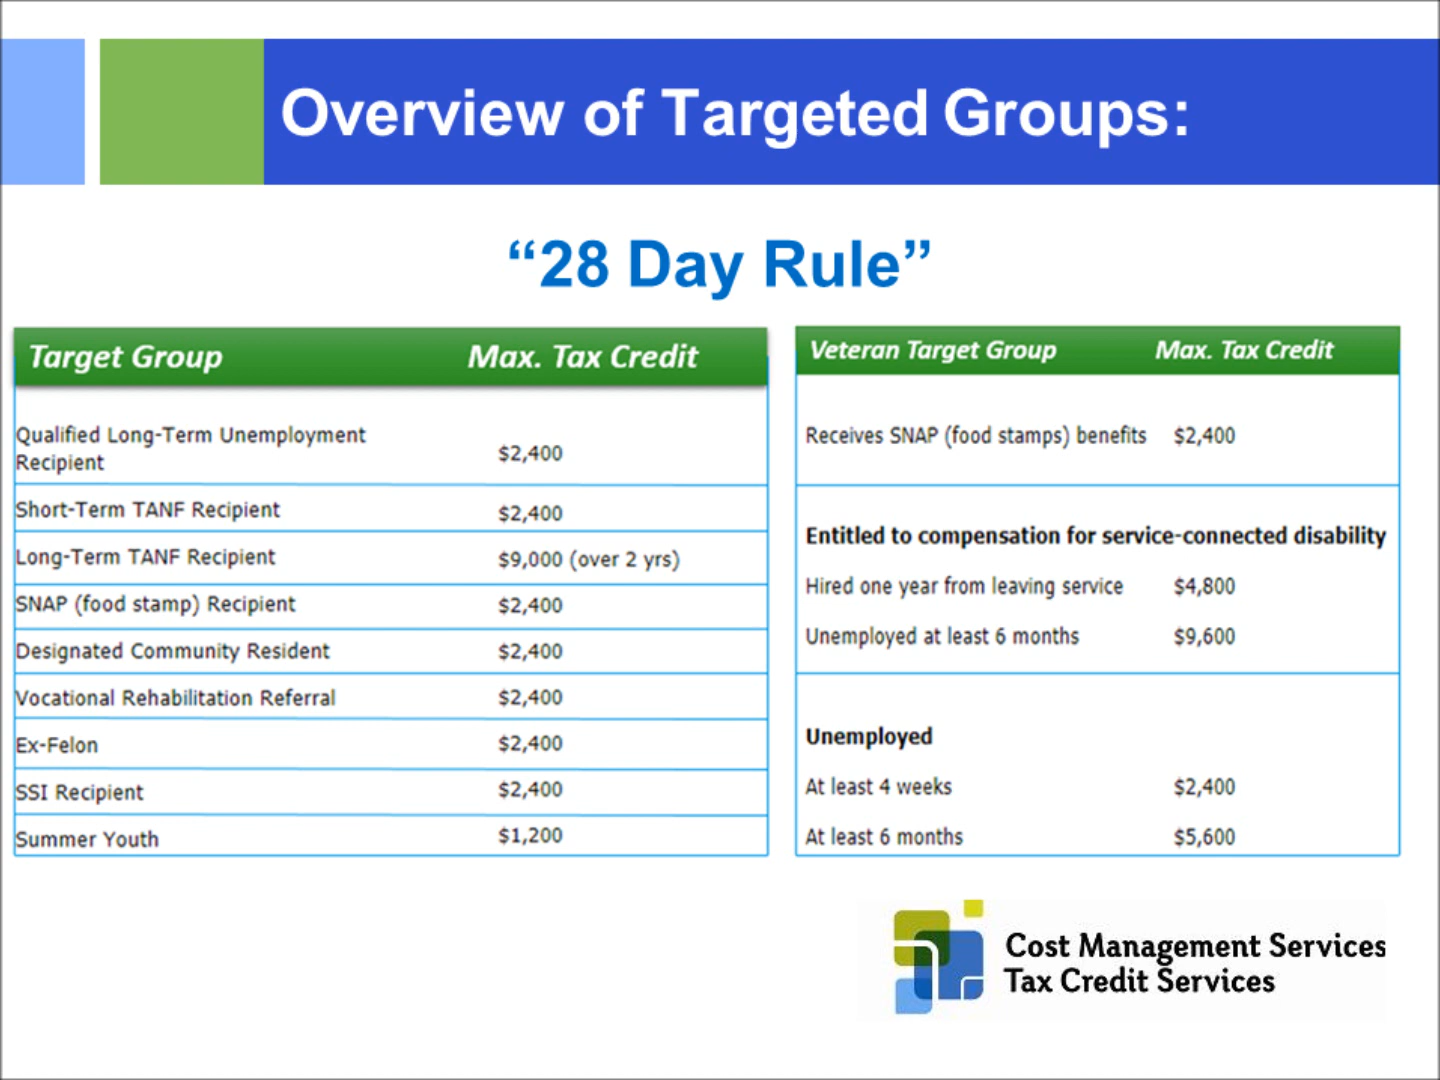 Overview of Targeted Groups:
“28 Day Rule”
Target Group Max. Tax Credit
Qualified Long-Term Unemployment
Recipient $2,400
Short-Term TANF Recipient $2,400
Long-Term TANF Recipient $9,000 (over 2 yrs)
SNAP (food stamp) Recipient $2,400
Designated Community Resident $2,400
Vocational Rehabilitation Referral $2,400
Ex-Felon $2,400
SSI Recipient $2,400
Summer Youth $1,200
Veteran Target Group Max. Tax Credit
Receives SNAP (food stamps) benefits $2,400
Entitled to compensation for service-connected disability
Hired one year from leaving service $4,800
Unemployed at least 6 months $9,600
Unemployed
At least 4 weeks $2,400
At least 6 months $5,600
Cost Management Services
Tax Credit Services